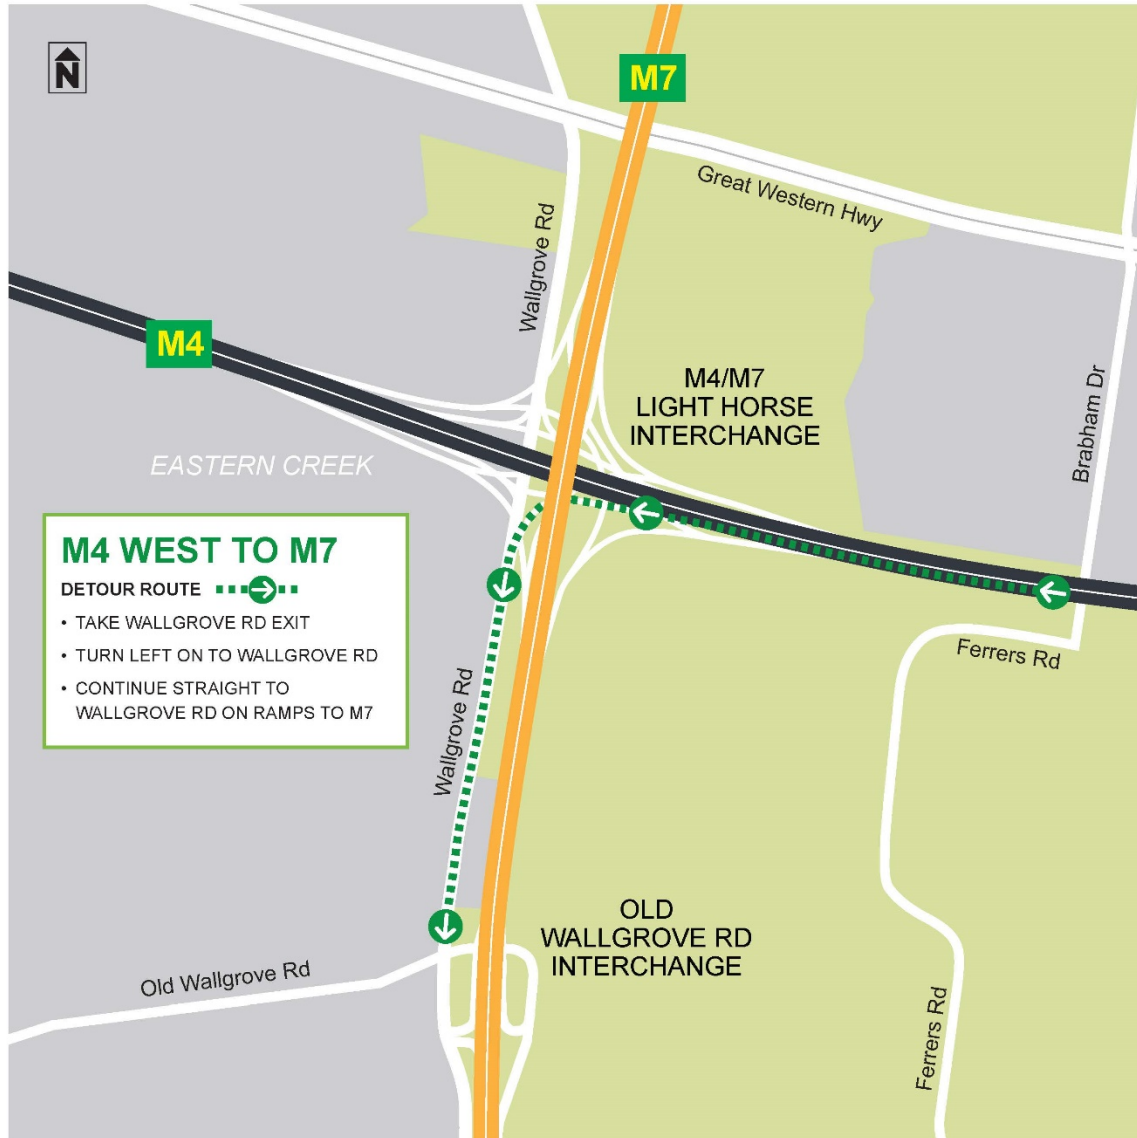 N
M7
Great Western Hwy
Wallgrove Rd
M4
M4/M7
LIGHT HORSE
INTERCHANGE
Brabham Dr
EASTERN CREEK
M4 WEST TO M7
DETOUR ROUTE
• TAKE WALLGROVE RD EXIT
• TURN LEFT ON TO WALLGROVE RD
• CONTINUE STRAIGHT TO
WALLGROVE RD ON RAMPS TO M7
Ferrers Rd
Wallgrove Rd
OLD
WALLGROVE RD
INTERCHANGE
Old Wallgrove Rd
Ferrers Rd